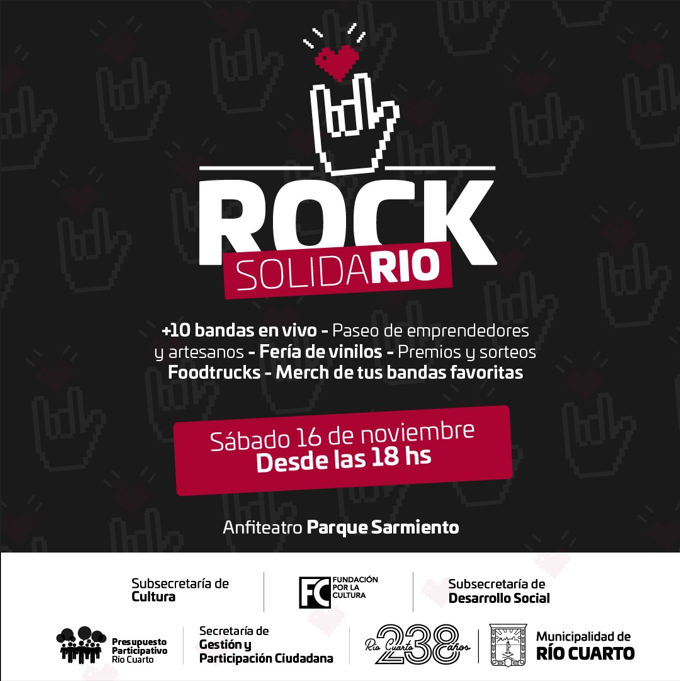 ROCK
SOLIDARIO
+10 bandas en vivo - Paseo de emprendedores
y artesanos - Fería de vinilos - Premios y sorteos
Foodtrucks - Merch de tus bandas favoritas
Sábado 16 de noviembre
Desde las 18 hs
Anfiteatro Parque Sarmiento
Subsecretaría de
Cultura
FC
FUNDACIÓN
POR LA
CULTURA
Subsecretaría de
Desarrollo Social
Presupuesto
Participativo
Río Cuarto
Secretaría de
Gestión y
Participación Ciudadana
Río Cuarto 238 años
Municipalidad de
RÍO CUARTO